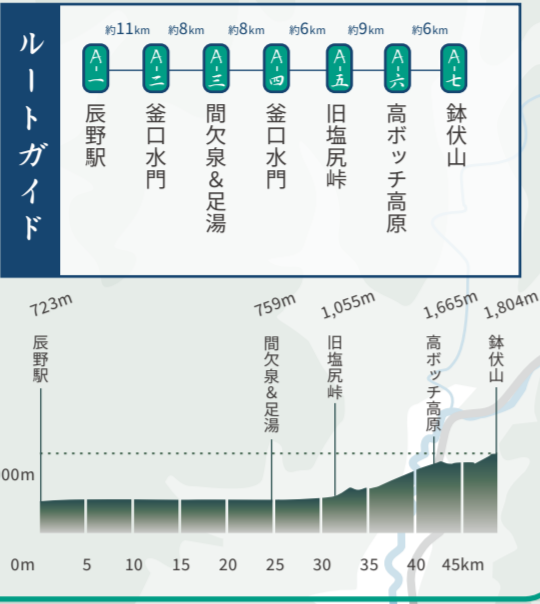 ルートガイド
約11km 約8km 約8km 約6km 約9km 約6km
A-一 A-二 A-三 A-四 A-五 A-六 A-七
辰野駅
釜口水門
間欠泉&足湯
釜口水門
旧塩尻峠
高ボッチ高原
鉢伏山
723m 759m 1,055m 1,665m 1,804m
辰野駅
間欠泉&足湯
旧塩尻峠
高ボッチ高原
鉢伏山
00m
0m 5 10 15 20 25 30 35 40 45km